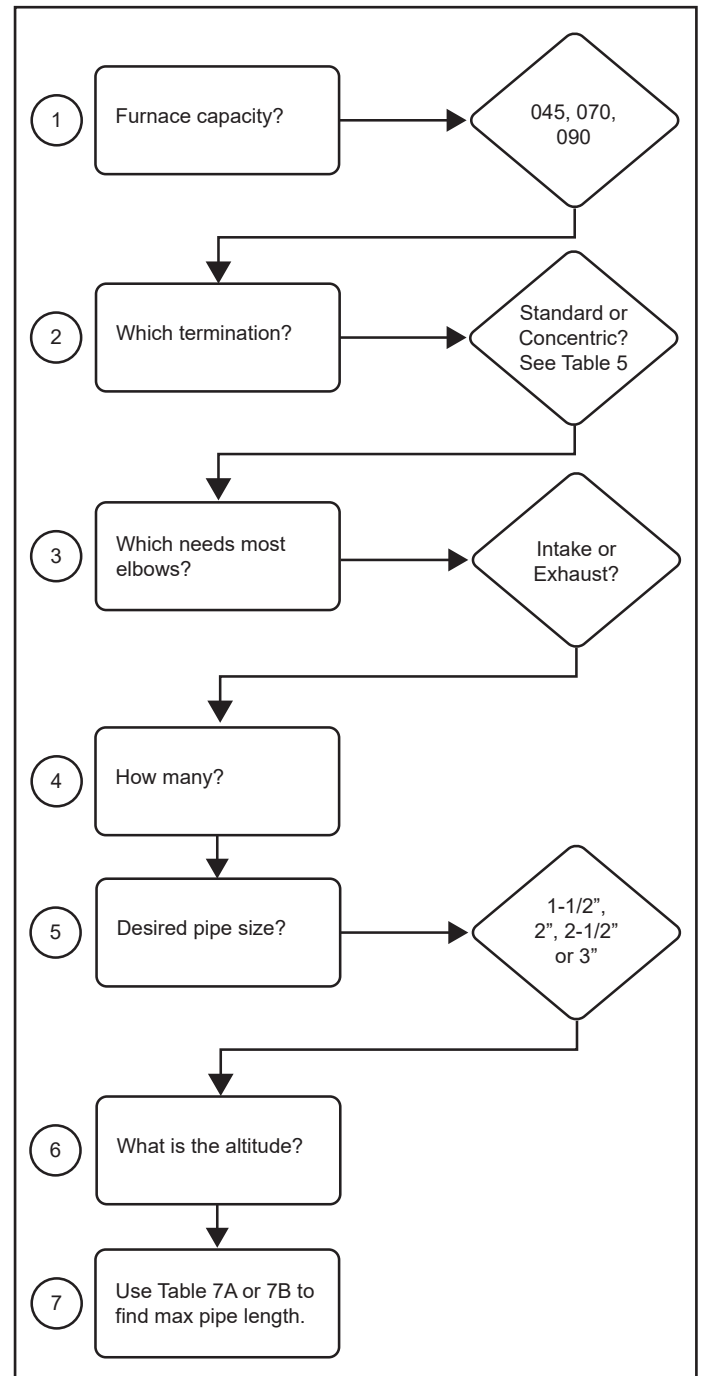 1
Furnace capacity?
045, 070,
090
2
Which termination?
Standard or
Concentric?
See Table 5
3
Which needs most
elbows?
Intake or
Exhaust?
4
How many?
5
Desired pipe size?
1-1/2”,
2”, 2-1/2”
or 3”
6
What is the altitude?
7
Use Table 7A or 7B to
find max pipe length.